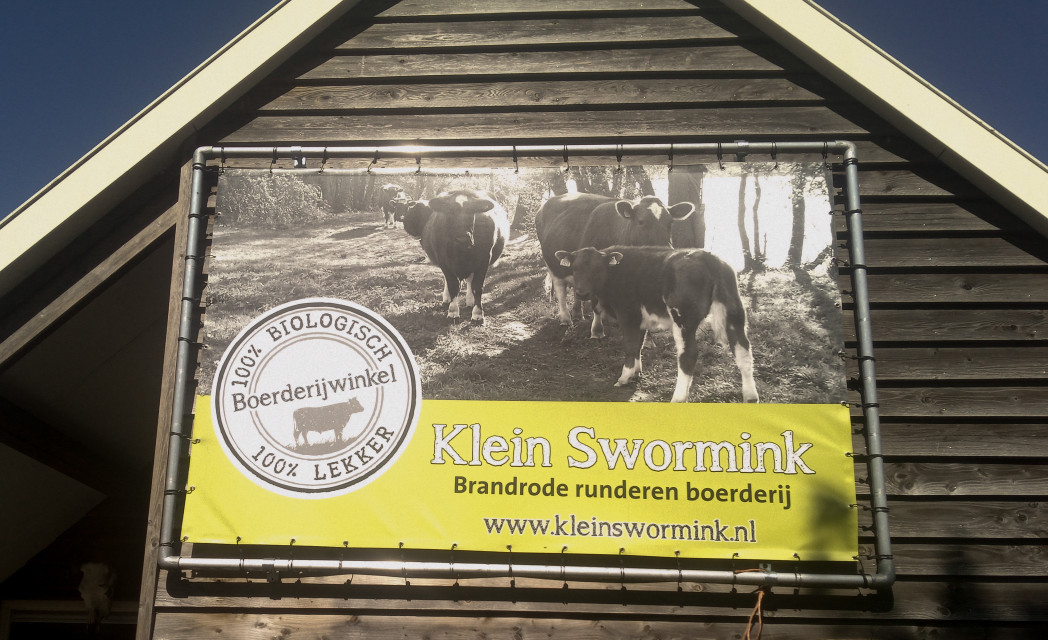 100% BIOLOGISCH
Boerderijwinkel
100% LEKKER
Klein Swormink
Brandrode runderen boerderij
www.kleinswormink.nl